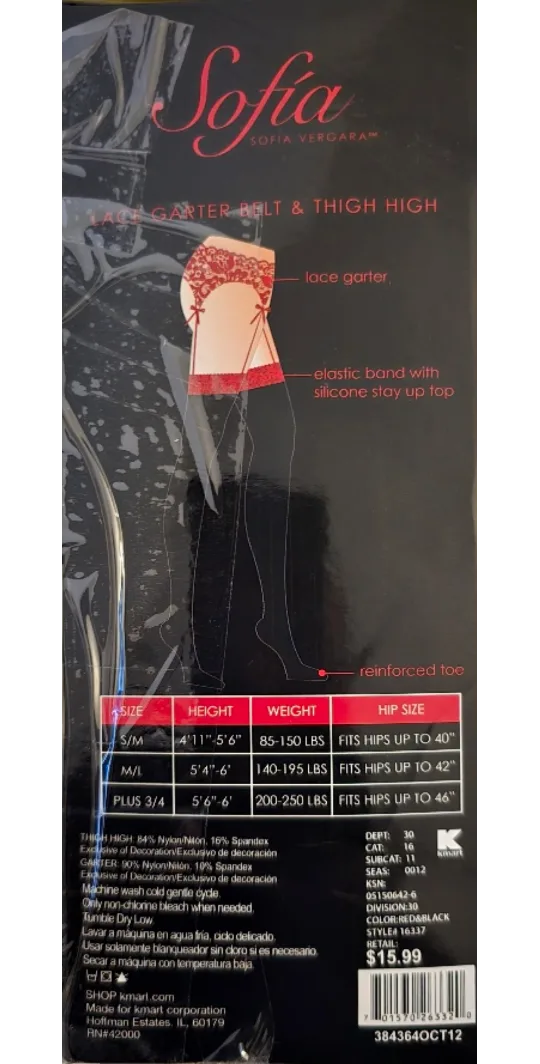 Sofía
SOFIA VERGARA™
LACE GARTER BELT & THIGH HIGH
lace garter
elastic band with
silicone stay up top
reinforced toe
SIZE HEIGHT WEIGHT HIP SIZE
S/M 4'11"-5'6" 85-150 LBS FITS HIPS UP TO 40"
M/L 5'4"-6' 140-195 LBS FITS HIPS UP TO 42"
PLUS 3/4 5'6"-6' 200-250 LBS FITS HIPS UP TO 46"
THIGH HIGH: 84% Nylon/Nilón, 16% Spandex
Exclusive of Decoration/Exclusivo de decoración
GARTER: 90% Nylon/Nilon, 10% Spandex
Exclusive of Decoration/Exclusivo de decoración
Machine wash cold gentle cycle.
Only non-chlorine bleach when needed.
Tumble Dry Low.
Lavar a máquina en agua fría, ciclo delicado.
Usar solamente blanqueador sin cloro si es necesario.
Secar a máquina con temperatura baja.
SHOP kmart.com
Made for kmart corporation
Hoffman Estates, IL, 60179
RN#42000
DEPT: 30
CAT: 16
SUBCAT: 11
SEAS: 0012
KSN:
05150642-6
DIVISION:30
COLOR:RED&BLACK
STYLE# 16337
RETAIL:
$15.99
K
kmart
7 01570 26332 0
384364OCT12